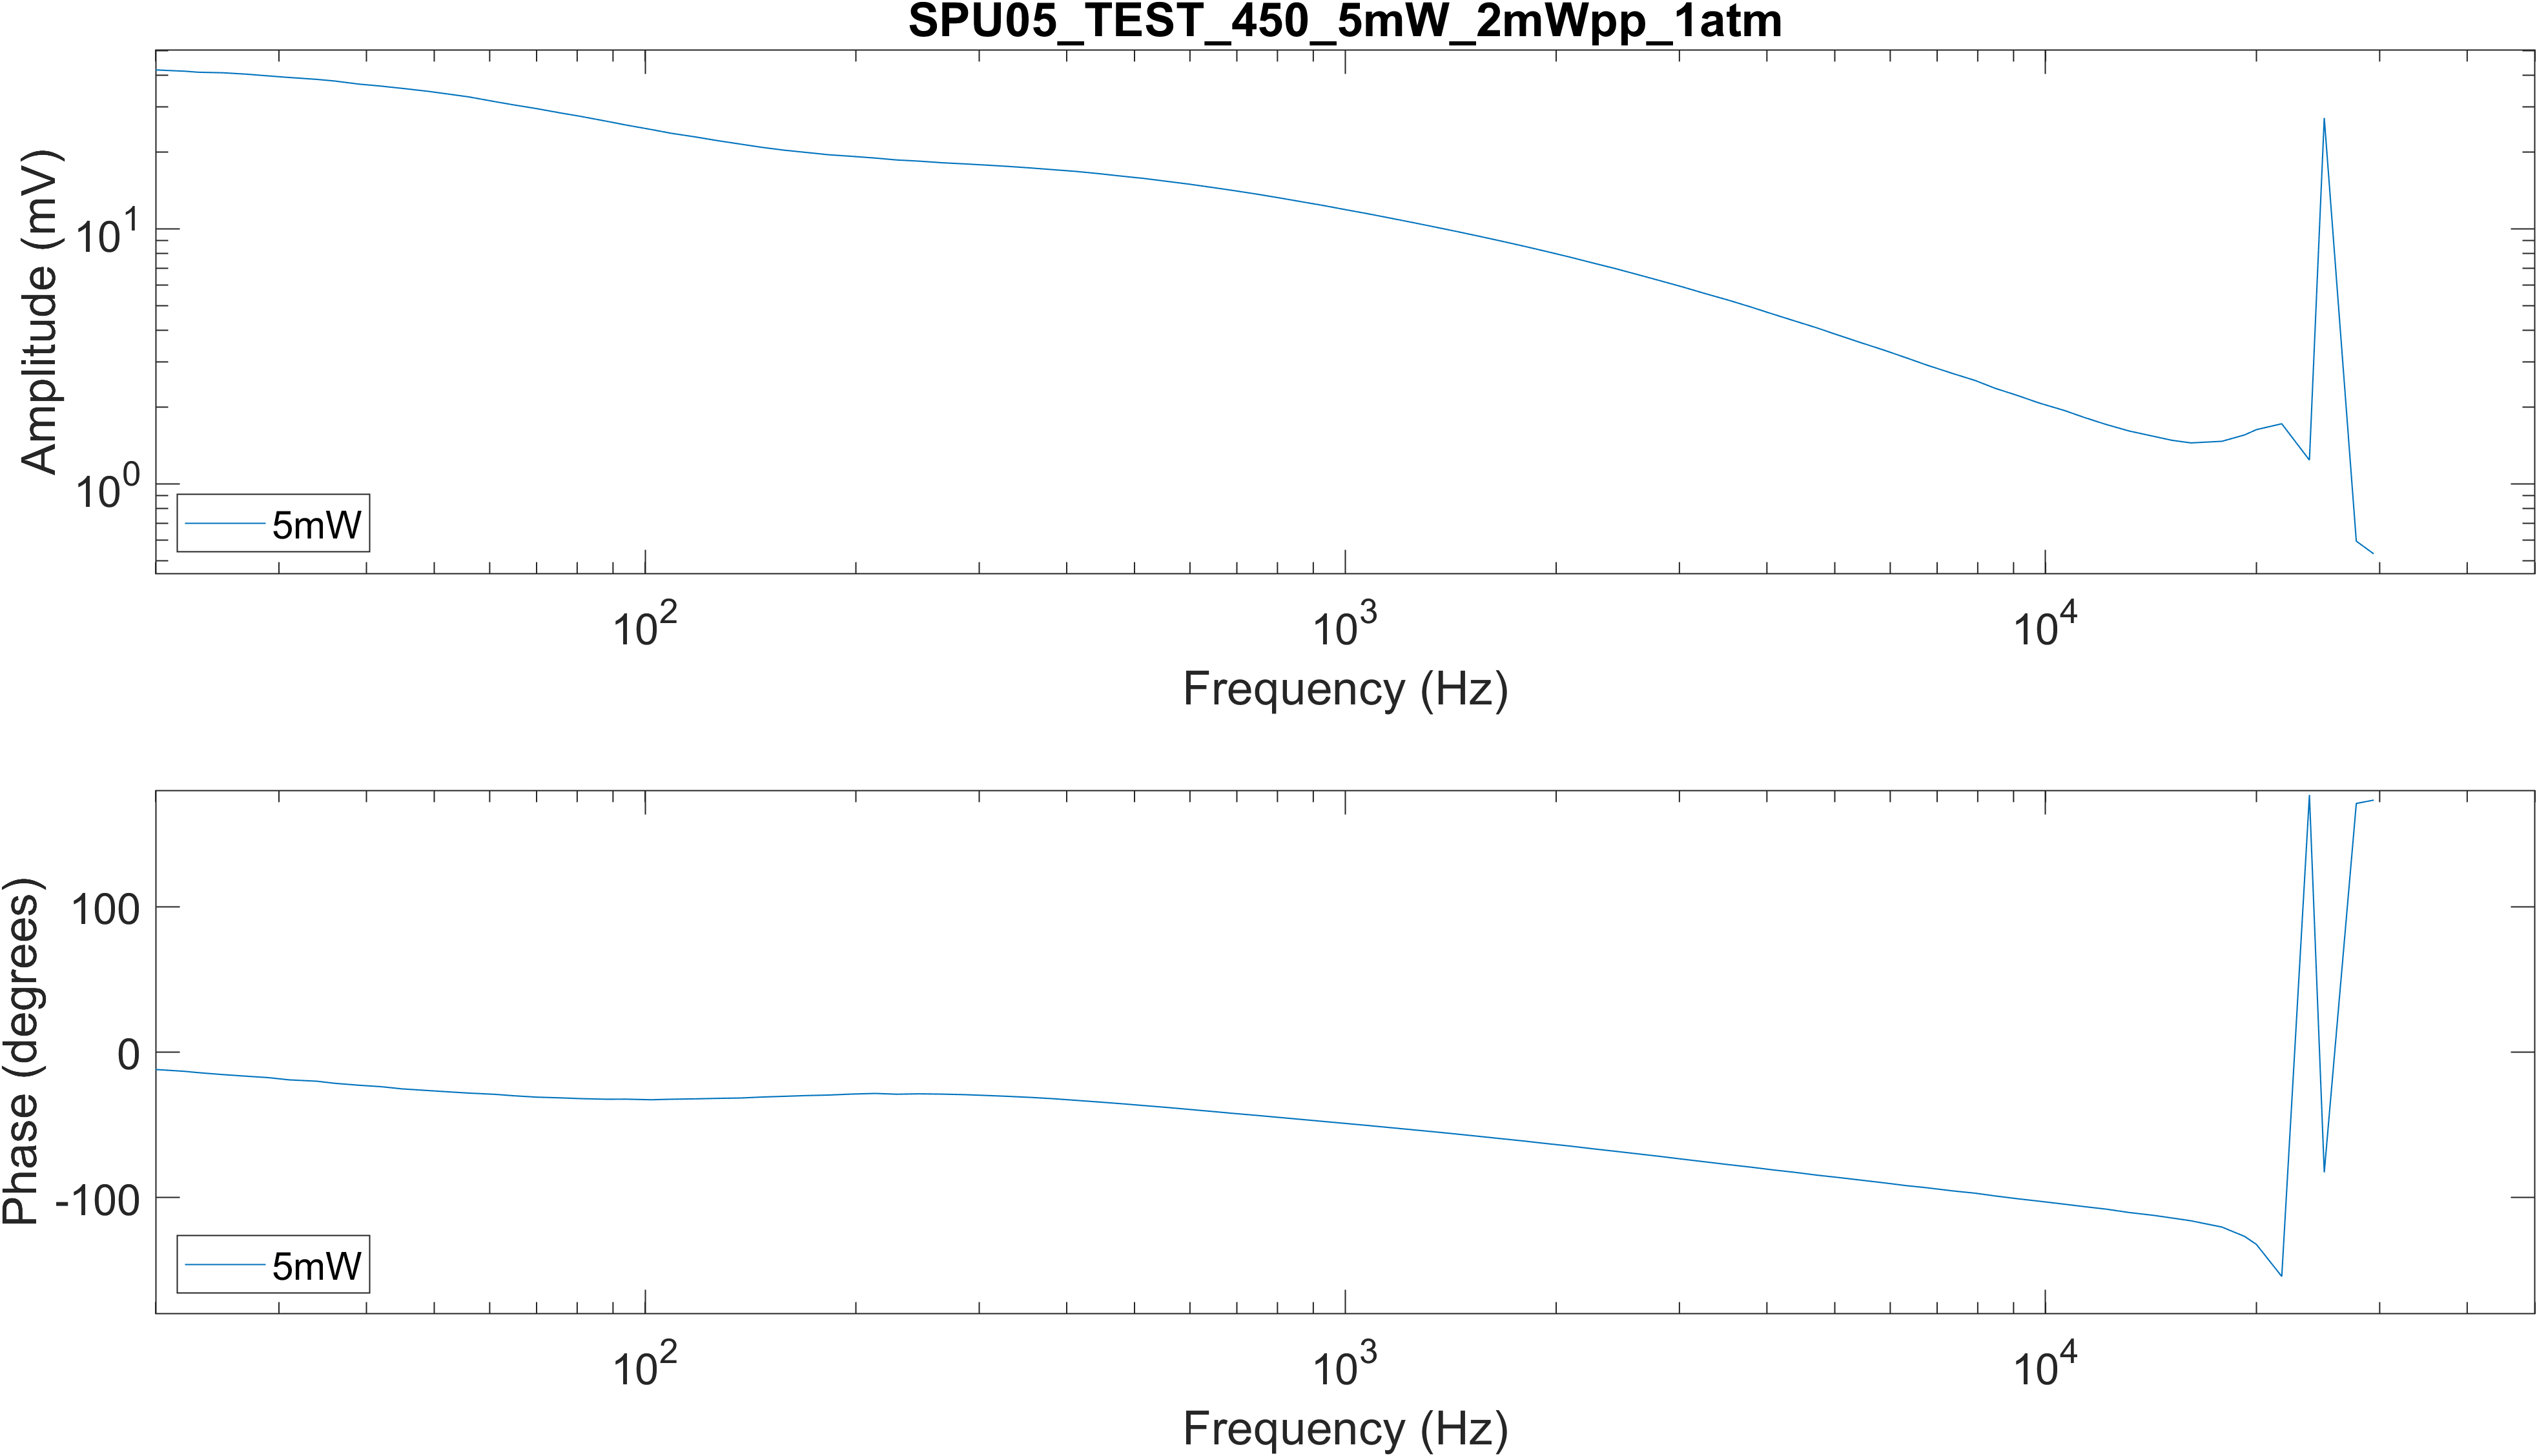 SPU05_TEST_450_5mW_2mWpp_1atm
Amplitude (mV)
10^1
10^0
5mW
10^2
10^3
10^4
Frequency (Hz)
Phase (degrees)
100
0
-100
5mW
10^2
10^3
10^4
Frequency (Hz)